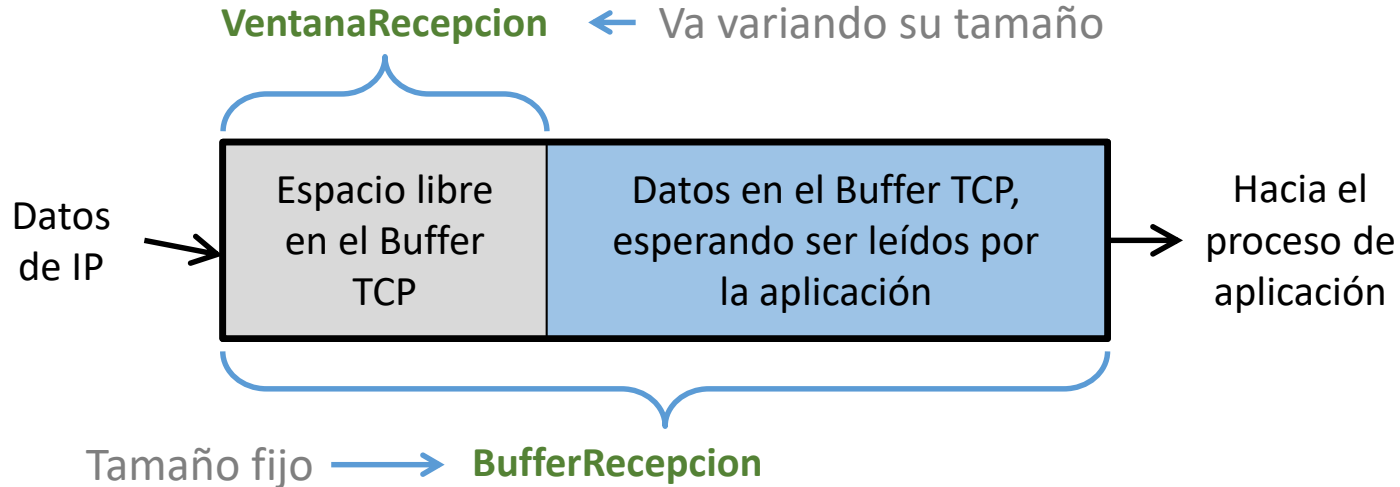 VentanaRecepcion
Va variando su tamaño
Datos
de IP
Espacio libre
en el Buffer
TCP
Datos en el Buffer TCP,
esperando ser leídos por
la aplicación
Hacia el
proceso de
aplicación
Tamaño fijo
BufferRecepcion